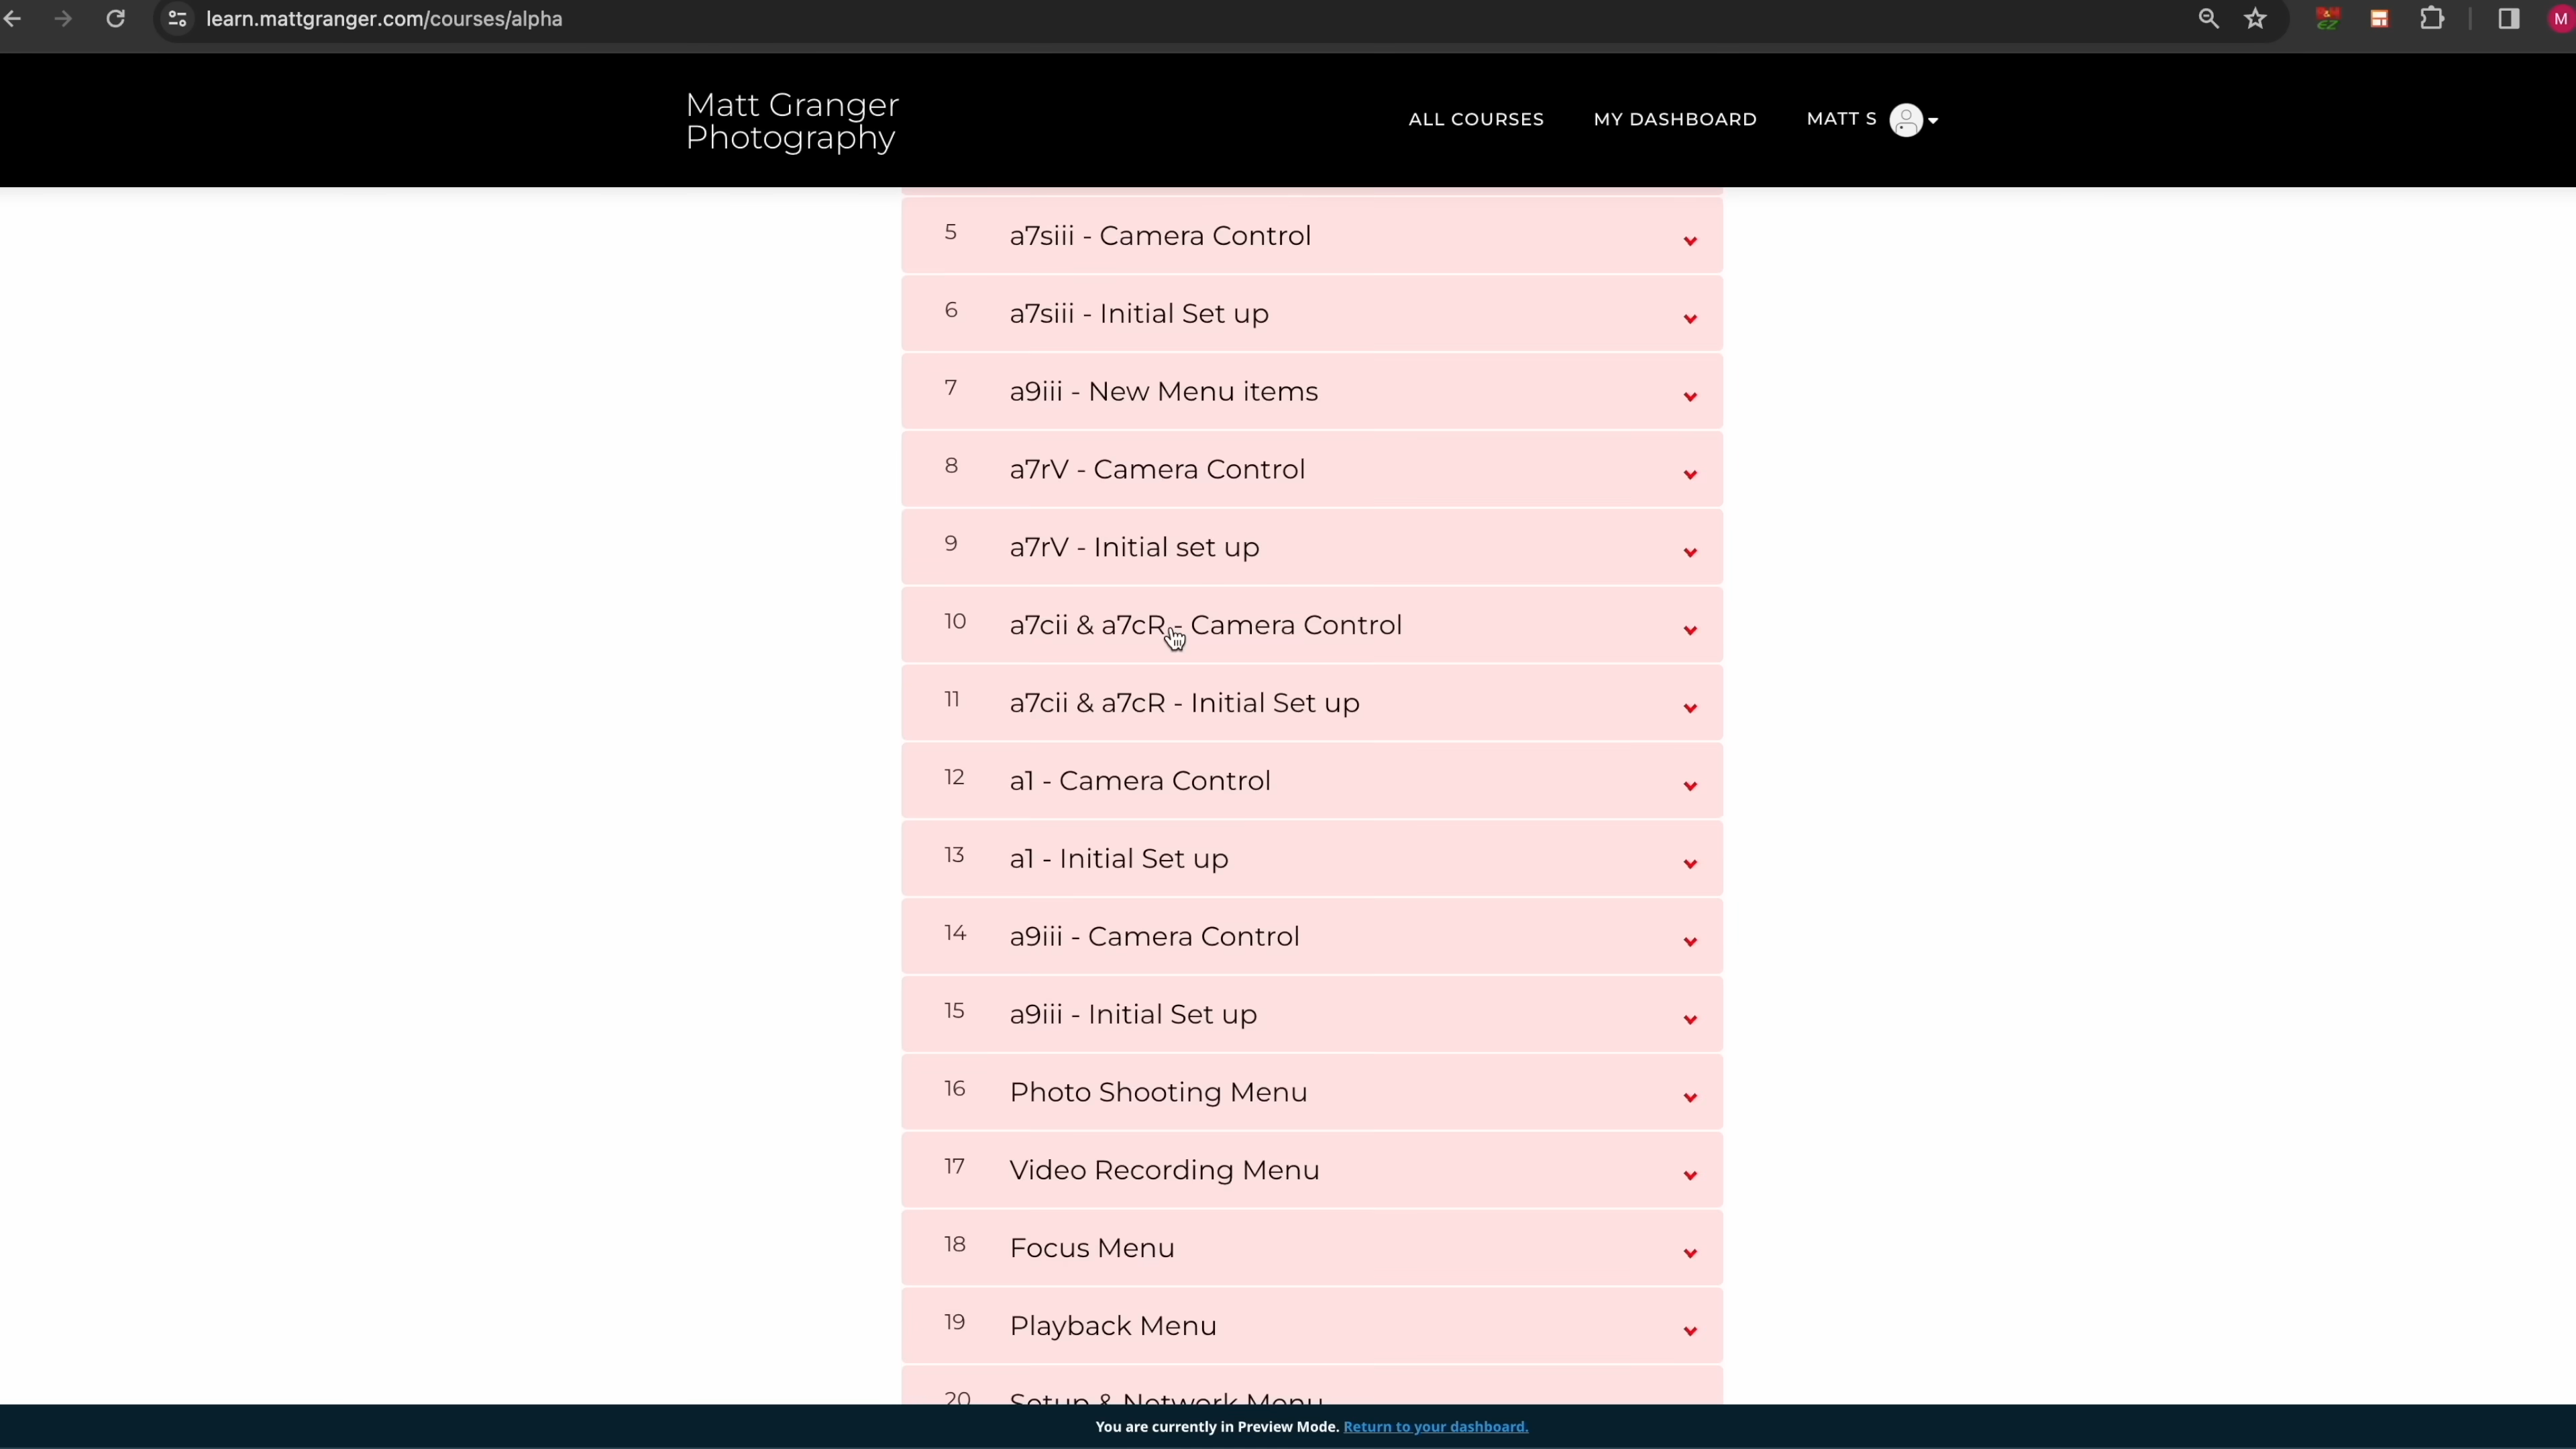 learn.mattgranger.com/courses/alpha
M
Matt Granger
Photography
ALL COURSES
MY DASHBOARD
MATT S
5 a7siii - Camera Control
6 a7siii - Initial Set up
7 a9iii - New Menu items
8 a7rV - Camera Control
9 a7rV - Initial set up
10 a7cii & a7cR - Camera Control
11 a7cii & a7cR - Initial Set up
12 a1 - Camera Control
13 a1 - Initial Set up
14 a9iii - Camera Control
15 a9iii - Initial Set up
16 Photo Shooting Menu
17 Video Recording Menu
18 Focus Menu
19 Playback Menu
20 Setup & Network Menu
You are currently in Preview Mode. Return to your dashboard.